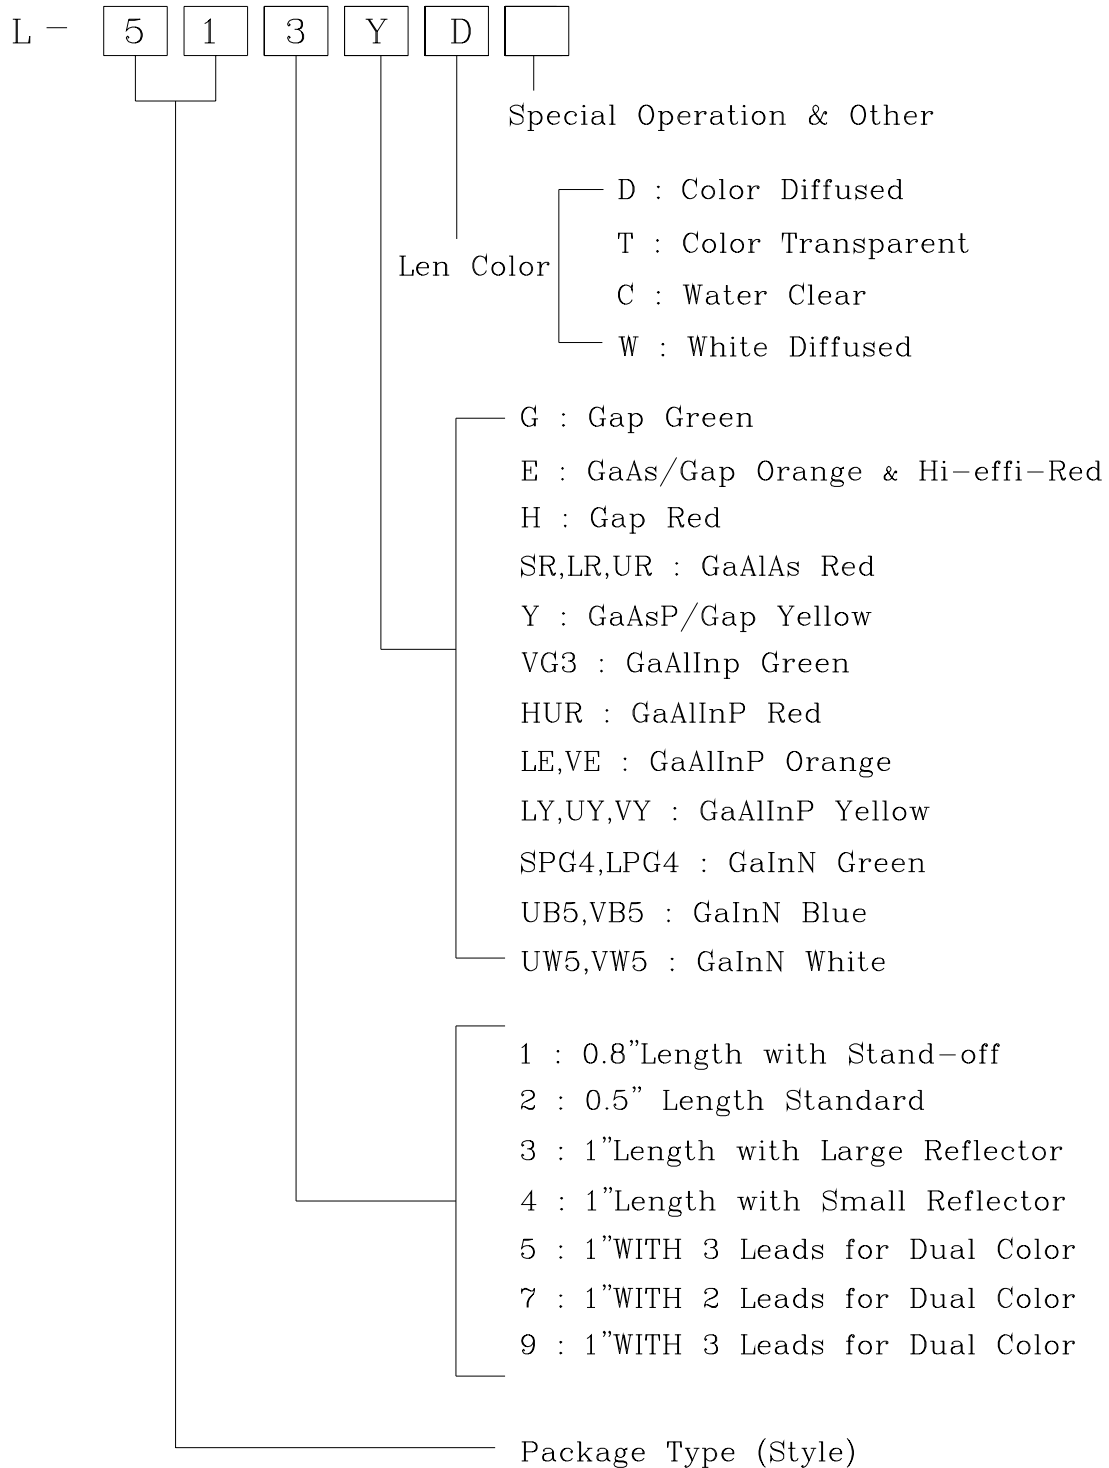 L- 5 1 3 Y D
Special Operation & Other
D : Color Diffused
T : Color Transparent
Len Color
C : Water Clear
W : White Diffused
G : Gap Green
E : GaAs/Gap Orange & Hi-effi-Red
H : Gap Red
SR,LR,UR : GaAlAs Red
Y : GaAsP/Gap Yellow
VG3 : GaAlInp Green
HUR : GaAlInP Red
LE,VE : GaAlInP Orange
LY,UY,VY : GaAlInP Yellow
SPG4,LPG4 : GaInN Green
UB5,VB5 : GaInN Blue
UW5,VW5 : GaInN White
1 : 0.8"Length with Stand-off
2 : 0.5" Length Standard
3 : 1"Length with Large Reflector
4 : 1"Length with Small Reflector
5 : 1"WITH 3 Leads for Dual Color
7 : 1"WITH 2 Leads for Dual Color
9 : 1"WITH 3 Leads for Dual Color
Package Type (Style)